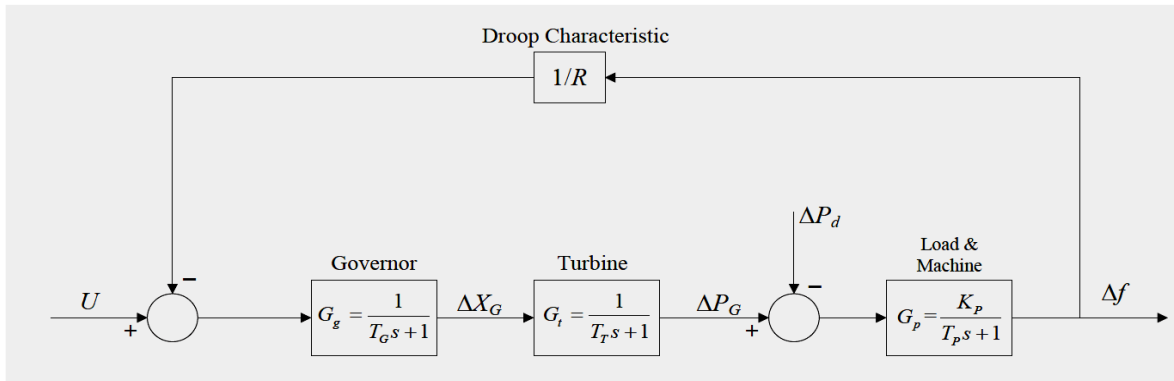 Droop Characteristic
1/R
−
ΔP_d
−
Governor
Turbine
Load &
Machine
U
+
G_g = 1/(T_G s + 1)
ΔX_G
G_t = 1/(T_T s + 1)
ΔP_G
+
G_p = K_P/(T_P s + 1)
Δf